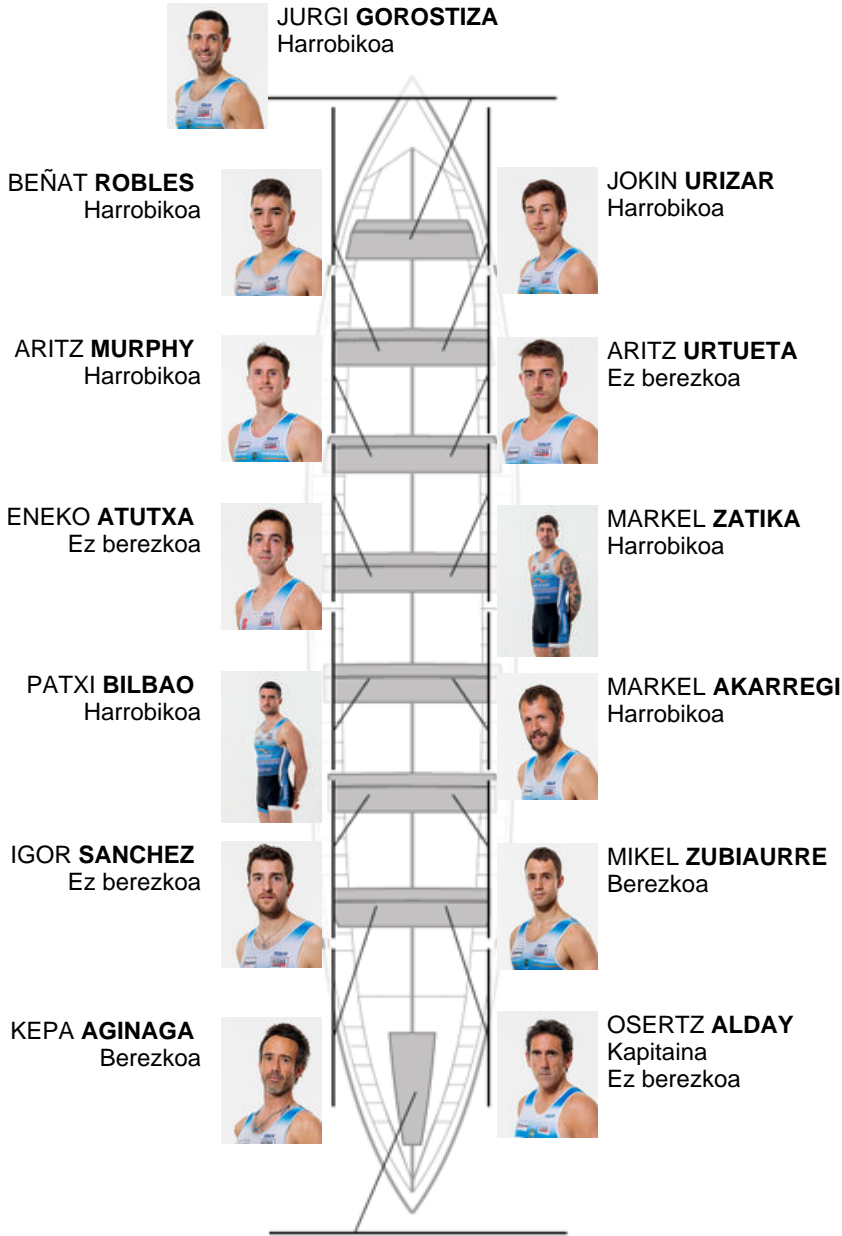 JURGI GOROSTIZA
Harrobikoa
BEÑAT ROBLES
Harrobikoa
JOKIN URIZAR
Harrobikoa
ARITZ MURPHY
Harrobikoa
ARITZ URTUETA
Ez berezkoa
ENEKO ATUTXA
Ez berezkoa
MARKEL ZATIKA
Harrobikoa
PATXI BILBAO
Harrobikoa
MARKEL AKARREGI
Harrobikoa
IGOR SANCHEZ
Ez berezkoa
MIKEL ZUBIAURRE
Berezkoa
KEPA AGINAGA
Berezkoa
OSERTZ ALDAY
Kapitaina
Ez berezkoa